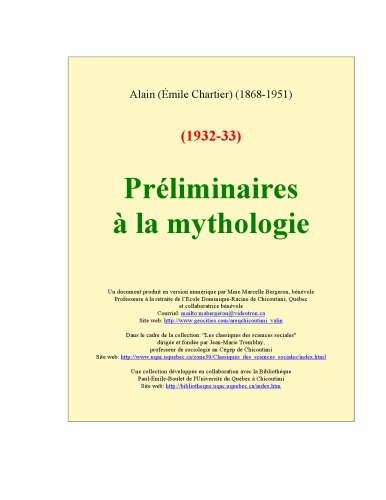 Alain (Émile Chartier) (1868-1951)
(1932-33)
Préliminaires
à la mythologie
Un document produit en version numérique par Mme Marcelle Bergeron, bénévole
Professeure à la retraite de l'École Dominique-Racine de Chicoutimi, Québec
et collaboratrice bénévole
Courriel: mailto:mabergeron@videotron.ca
Site web: http://www.geocities.com/areqchicoutimi_valin
Dans le cadre de la collection: "Les classiques des sciences sociales"
dirigée et fondée par Jean-Marie Tremblay,
professeur de sociologie au Cégep de Chicoutimi
Site web: http://www.uqac.uquebec.ca/zone30/Classiques_des_sciences_sociales/index.html
Une collection développée en collaboration avec la Bibliothèque
Paul-Émile-Boulet de l'Université du Québec à Chicoutimi
Site web: http://bibliotheque.uqac.uquebec.ca/index.htm